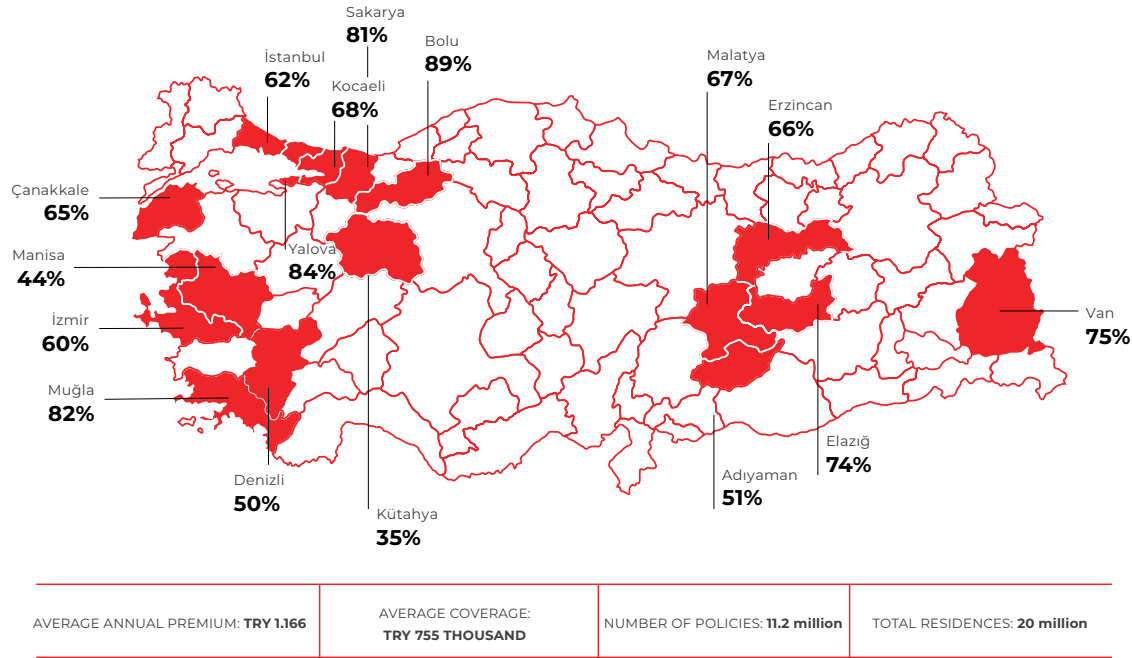 Sakarya
81%
Bolu
89%
İstanbul
62%
Kocaeli
68%
Malatya
67%
Erzincan
66%
Çanakkale
65%
Manisa
44%
Yalova
84%
İzmir
60%
Van
75%
Muğla
82%
Denizli
50%
Kütahya
35%
Adıyaman
51%
Elazığ
74%
AVERAGE ANNUAL PREMIUM: TRY 1.166
AVERAGE COVERAGE:
TRY 755 THOUSAND
NUMBER OF POLICIES: 11.2 million
TOTAL RESIDENCES: 20 million